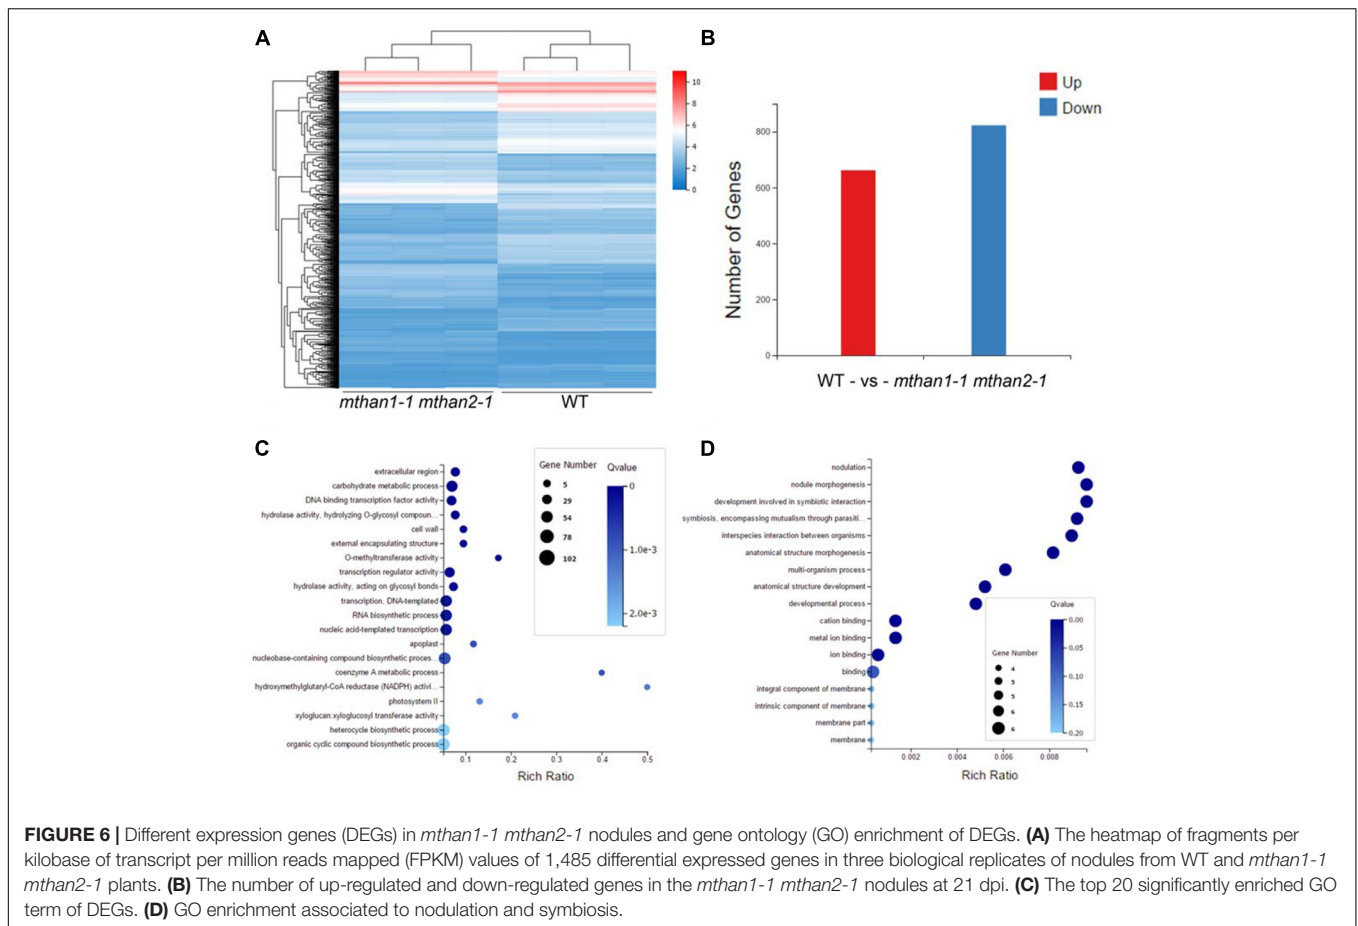 A
10
8
6
4
2
0
mthan1-1 mthan2-1
WT
B
Up
Down
Number of Genes
800
600
400
200
0
WT - vs - mthan1-1 mthan2-1
C
extracellular region
carbohydrate metabolic process
DNA binding transcription factor activity
hydrolase activity, hydrolyzing O-glycosyl compoun...
cell wall
external encapsulating structure
O-methyltransferase activity
transcription regulator activity
hydrolase activity, acting on glycosyl bonds
transcription, DNA-templated
RNA biosynthetic process
nucleic acid-templated transcription
apoplast
nucleobase-containing compound biosynthetic proces...
coenzyme A metabolic process
hydroxymethylglutaryl-CoA reductase (NADPH) activi...
photosystem II
xyloglucan:xyloglucosyl transferase activity
heterocycle biosynthetic process
organic cyclic compound biosynthetic process
0.1 0.2 0.3 0.4 0.5
Rich Ratio
Gene Number
5
29
54
78
102
Qvalue
0
1.0e-3
2.0e-3
D
nodulation
nodule morphogenesis
development involved in symbiotic interaction
symbiosis, encompassing mutualism through parasiti...
interspecies interaction between organisms
anatomical structure morphogenesis
multi-organism process
anatomical structure development
developmental process
cation binding
metal ion binding
ion binding
binding
integral component of membrane
intrinsic component of membrane
membrane part
membrane
0.002 0.004 0.006 0.008
Rich Ratio
Gene Number
4
5
5
6
6
Qvalue
0.00
0.05
0.10
0.15
0.20
FIGURE 6 | Different expression genes (DEGs) in mthan1-1 mthan2-1 nodules and gene ontology (GO) enrichment of DEGs. (A) The heatmap of fragments per
kilobase of transcript per million reads mapped (FPKM) values of 1,485 differential expressed genes in three biological replicates of nodules from WT and mthan1-1
mthan2-1 plants. (B) The number of up-regulated and down-regulated genes in the mthan1-1 mthan2-1 nodules at 21 dpi. (C) The top 20 significantly enriched GO
term of DEGs. (D) GO enrichment associated to nodulation and symbiosis.